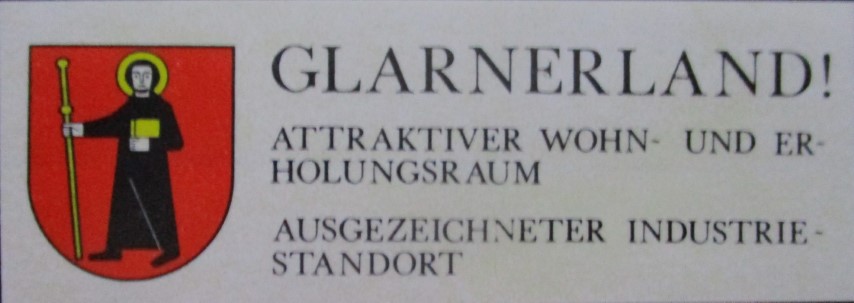 GLARNERLAND!
ATTRAKTIVER WOHN- UND ER-
HOLUNGSRAUM
AUSGEZEICHNETER INDUSTRIE-
STANDORT